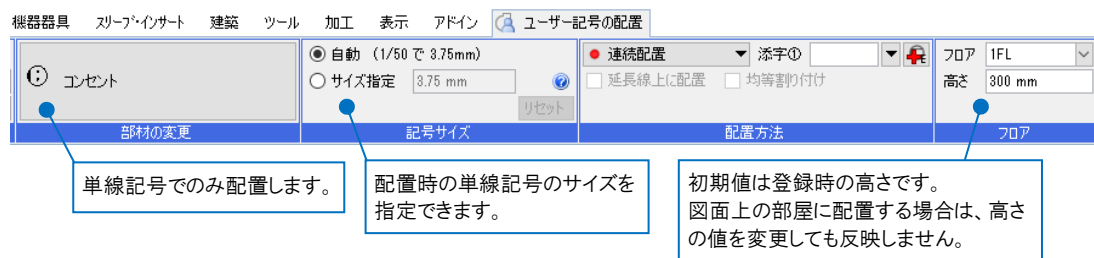 機器器具 スリーブ・インサート 建築 ツール 加工 表示 アドイン ユーザー記号の配置
コンセント
自動 (1/50 で 3.75mm)
サイズ指定 3.75 mm
リセット
連続配置 添字①
延長線上に配置 均等割り付け
フロア 1FL
高さ 300 mm
部材の変更 記号サイズ 配置方法 フロア
単線記号でのみ配置します。
配置時の単線記号のサイズを
指定できます。
初期値は登録時の高さです。
図面上の部屋に配置する場合は、高さ
の値を変更しても反映しません。